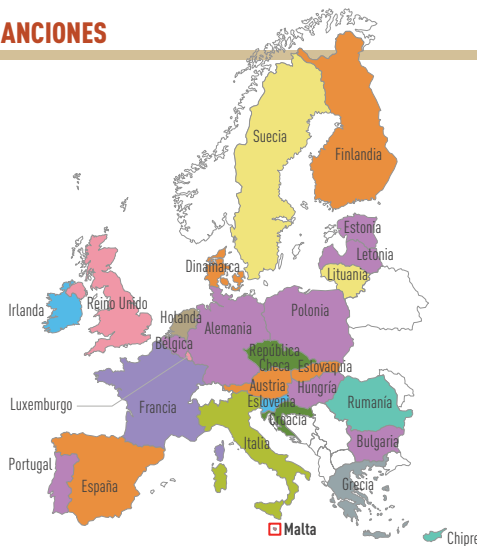 ANCIONES
Suecia
Finlandia
Estonia
Letonia
Lituania
Dinamarca
Irlanda
Reino Unido
Holanda
Alemania
Polonia
Bélgica
República
Checa
Eslovaquia
Luxemburgo
Francia
Austria
Hungría
Eslovenia
Rumanía
Croacia
Italia
Bulgaria
Portugal
España
Grecia
Malta
Chipre